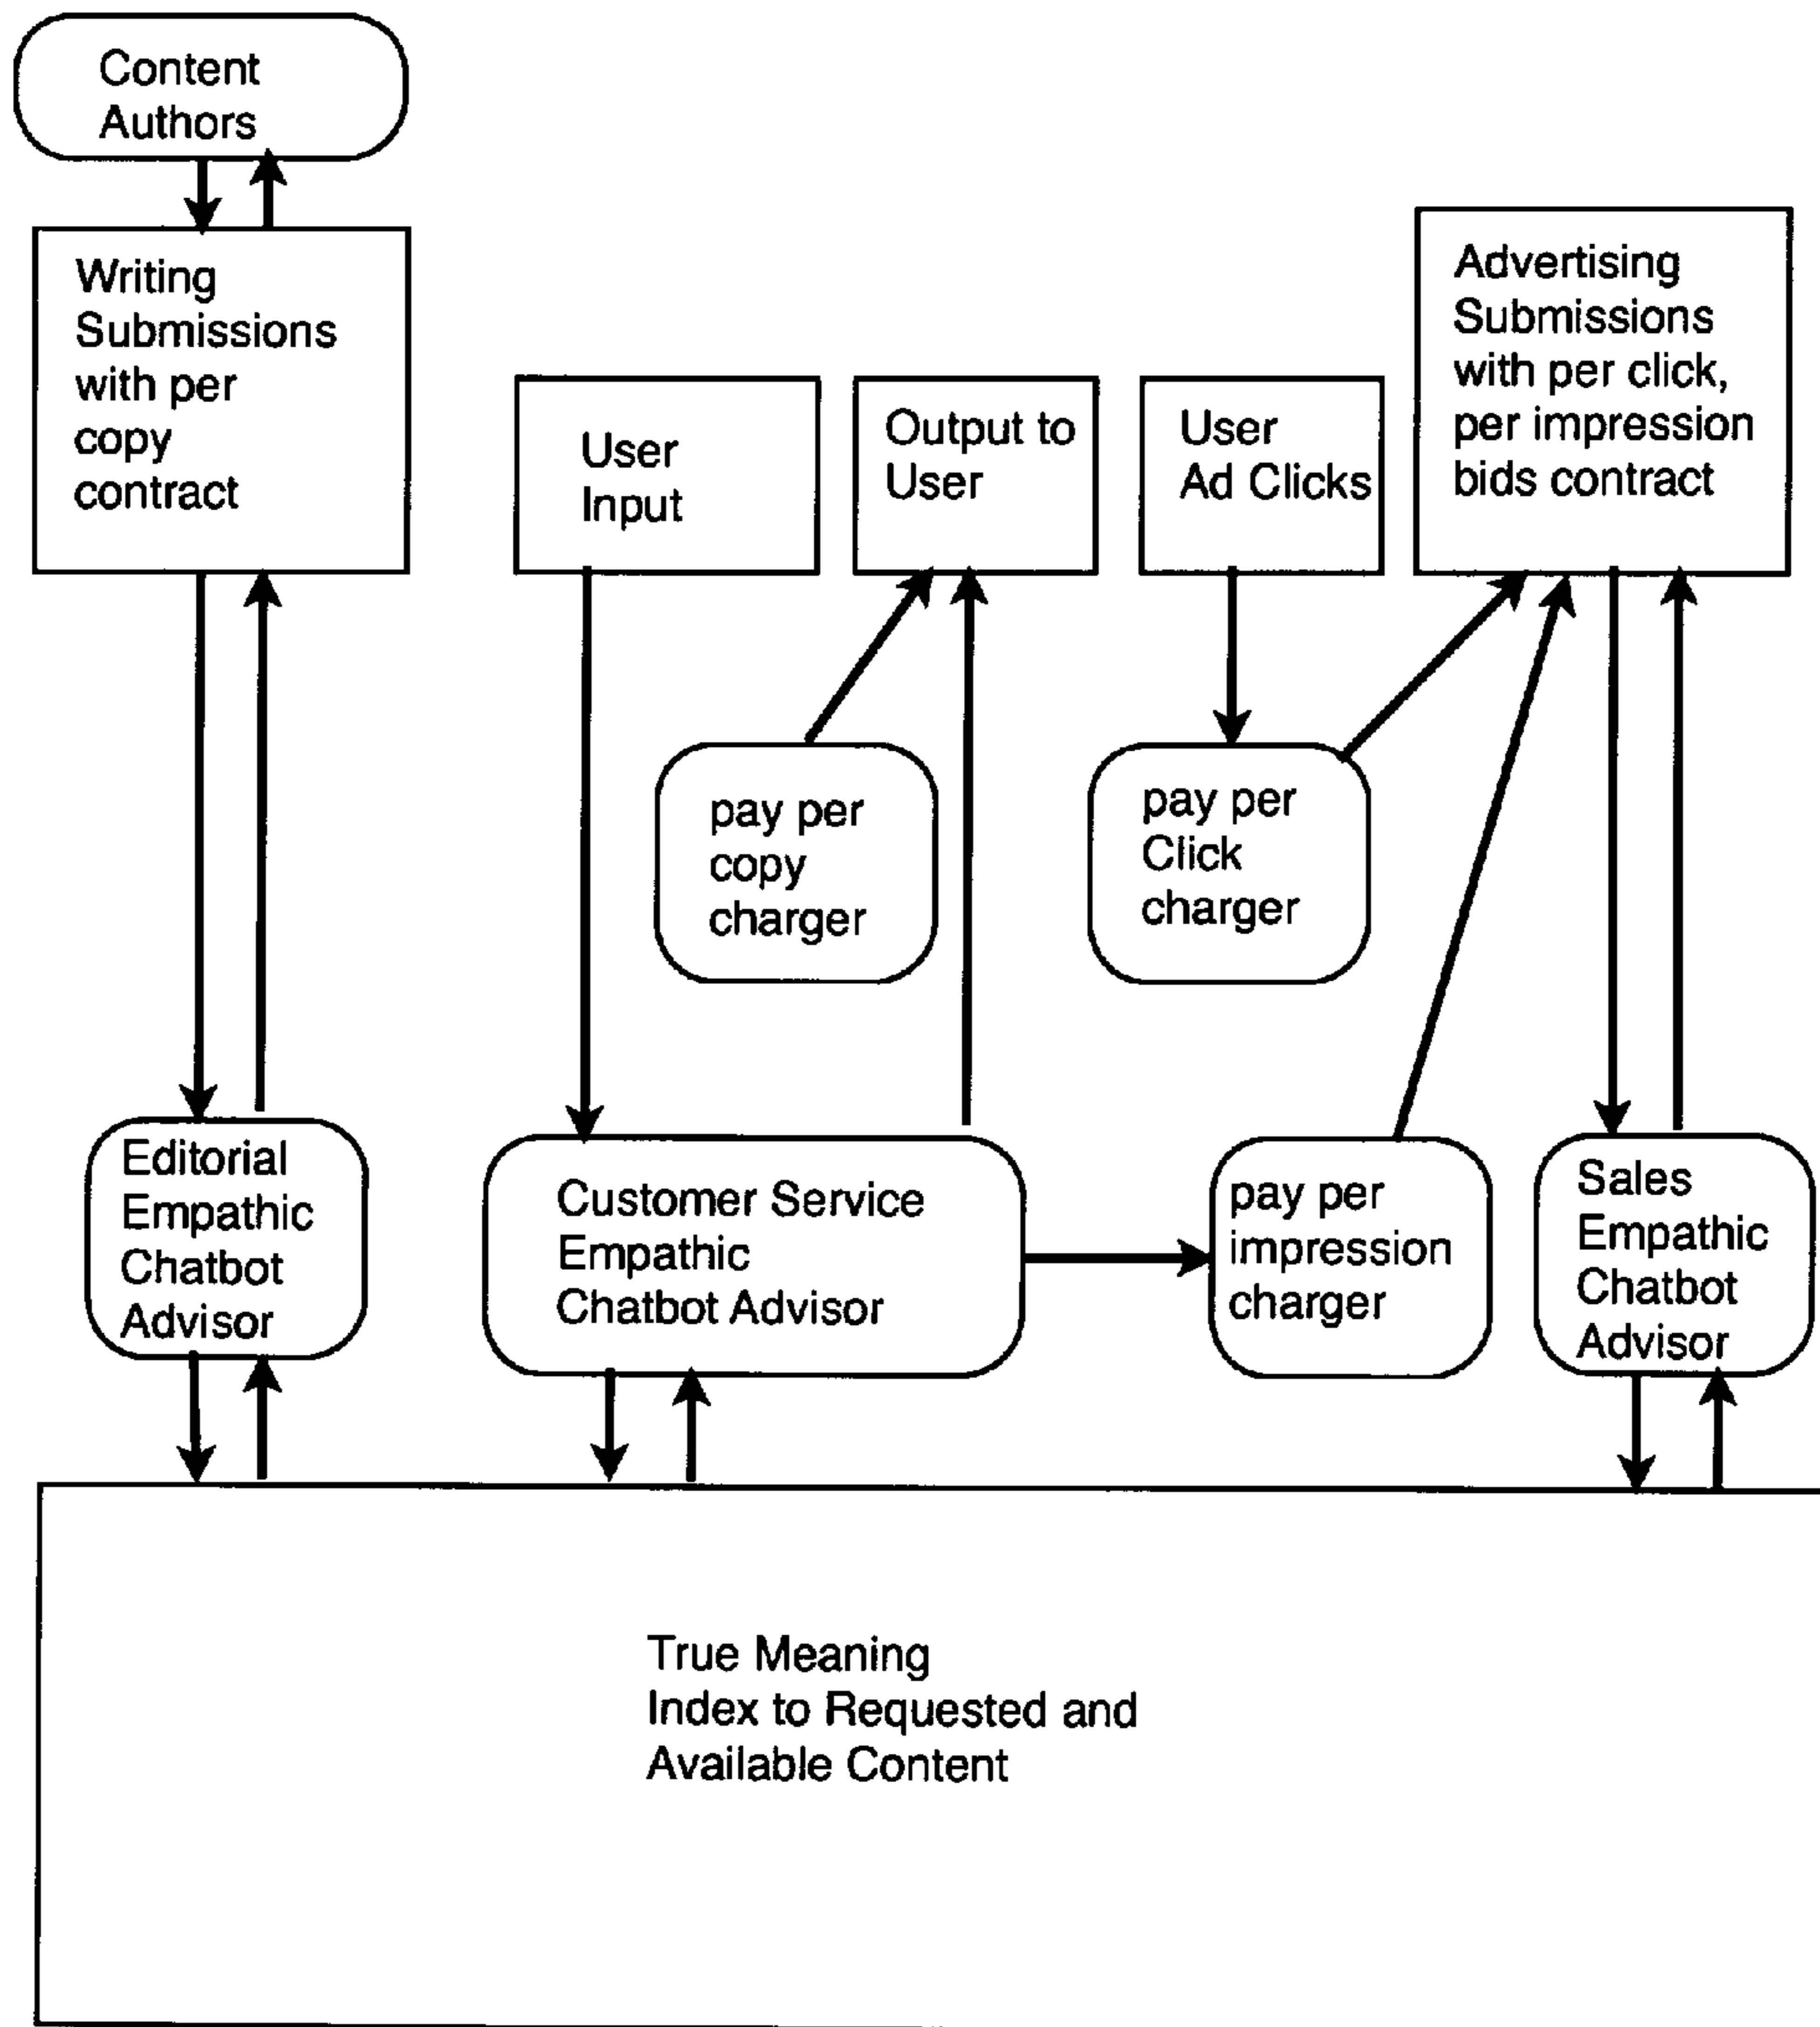 Content
Authors
Writing
Submissions
with per
copy
contract
User
Input
Output to
User
User
Ad Clicks
Advertising
Submissions
with per click,
per impression
bids contract
pay per
copy
charger
pay per
Click
charger
Editorial
Empathic
Chatbot
Advisor
Customer Service
Empathic
Chatbot Advisor
pay per
impression
charger
Sales
Empathic
Chatbot
Advisor
True Meaning
Index to Requested and
Available Content